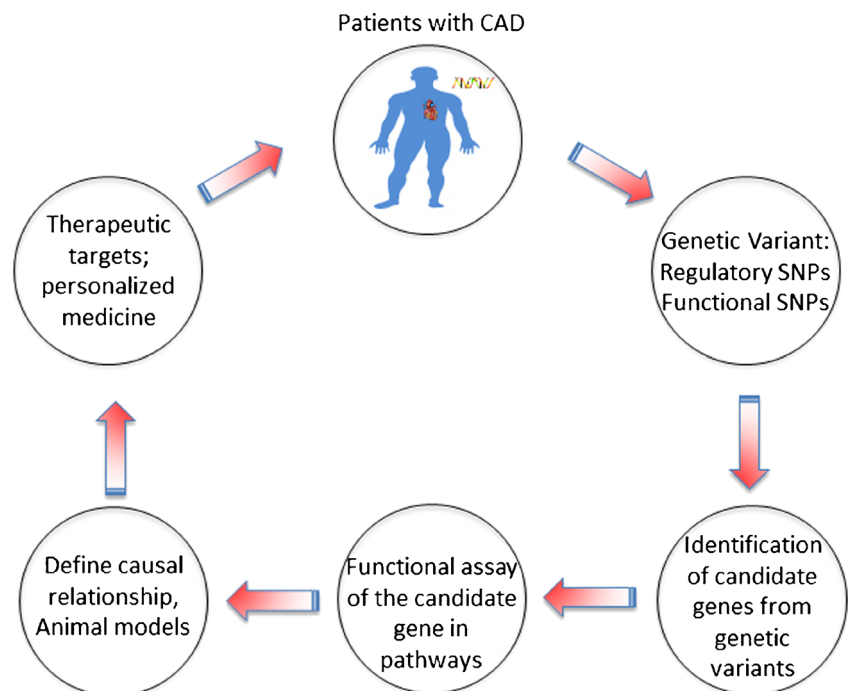 Patients with CAD
Genetic Variant:
Regulatory SNPs
Functional SNPs
Identification
of candidate
genes from
genetic
variants
Functional assay
of the candidate
gene in
pathways
Define causal
relationship,
Animal models
Therapeutic
targets;
personalized
medicine